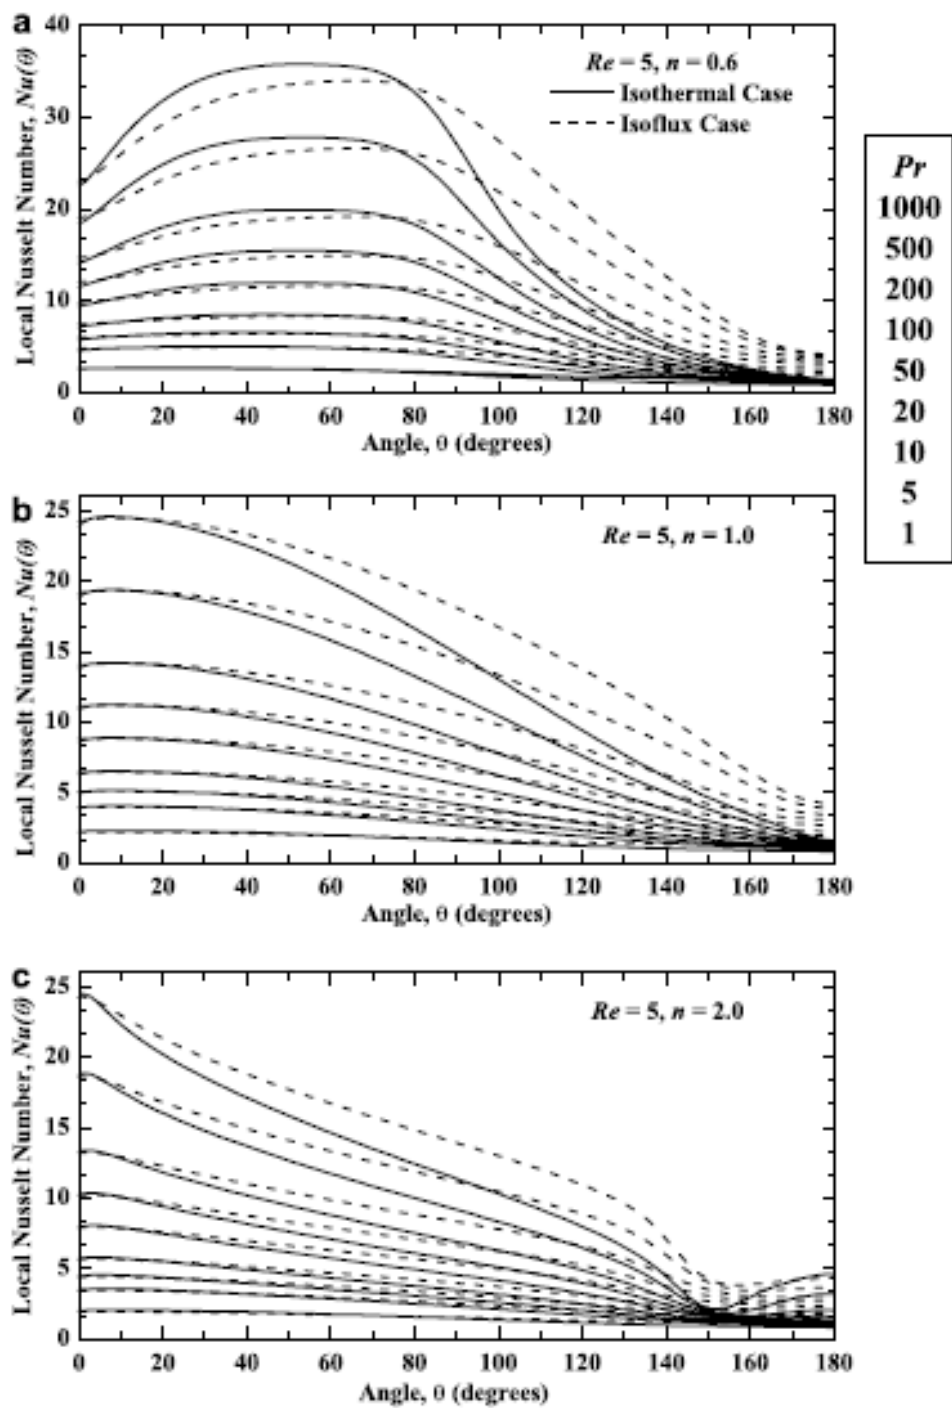 a
40
30
20
10
0
Local Nusselt Number, Nu(θ)
Re = 5, n = 0.6
Isothermal Case
Isoflux Case
0 20 40 60 80 100 120 140 160 180
Angle, θ (degrees)
Pr
1000
500
200
100
50
20
10
5
1
b
25
20
15
10
5
0
Local Nusselt Number, Nu(θ)
Re = 5, n = 1.0
0 20 40 60 80 100 120 140 160 180
Angle, θ (degrees)
c
25
20
15
10
5
0
Local Nusselt Number, Nu(θ)
Re = 5, n = 2.0
0 20 40 60 80 100 120 140 160 180
Angle, θ (degrees)